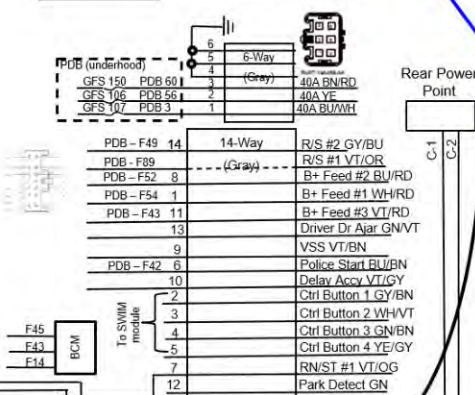 6
5 6-Way
4
PDB (underhood)
(Gray)
Rear Power Point
GFS 150 PDB 60 3 40A BN/RD
GFS 106 PDB 56 2 40A YE
GFS 107 PDB 3 1 40A BU/WH
C-1
C-2
PDB – F49 14 14-Way R/S #2 GY/BU
PDB - F89 (Gray) R/S #1 VT/OR
PDB – F52 8 B+ Feed #2 BU/RD
PDB – F54 1 B+ Feed #1 WH/RD
PDB – F43 11 B+ Feed #3 VT/RD
13 Driver Dr Ajar GN/VT
9 VSS VT/BN
PDB – F42 6 Police Start BU/BN
10 Delay Accy VT/GY
To SWIM module
2 Ctrl Button 1 GY/BN
3 Ctrl Button 2 WH/VT
4 Ctrl Button 3 GN/BN
5 Ctrl Button 4 YE/GY
7 RN/ST #1 VT/OG
12 Park Detect GN
F45
F43
F14
BCM